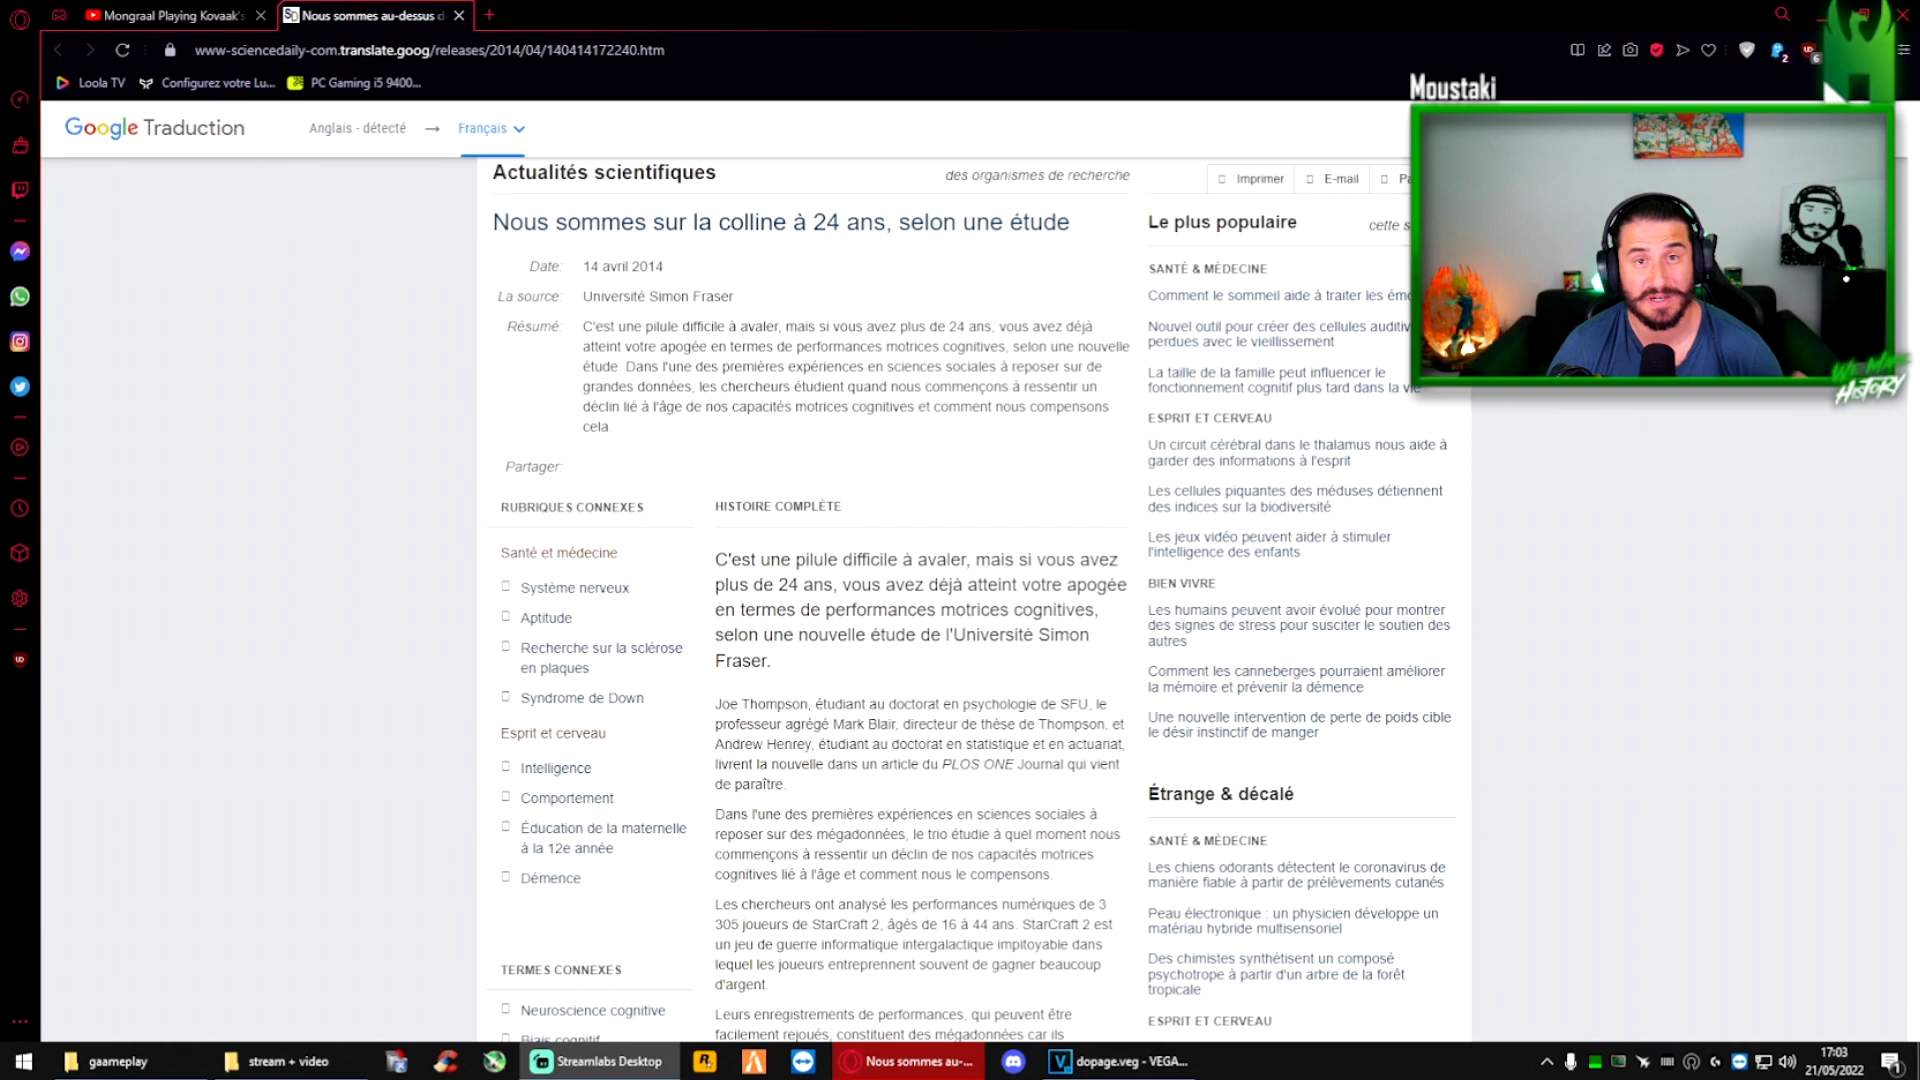 Mongraal Playing Kovaak's
Nous sommes au-dessus d
www-sciencedaily-com.translate.goog/releases/2014/04/140414172240.htm
2
6
Loola TV
Configurez votre Lu...
PC Gaming i5 9400...
Moustaki
Google Traduction
Anglais - détecté
Français
Actualités scientifiques
des organismes de recherche
Imprimer
E-mail
Pa
Nous sommes sur la colline à 24 ans, selon une étude
Date:
14 avril 2014
La source:
Université Simon Fraser
Résumé:
C'est une pilule difficile à avaler, mais si vous avez plus de 24 ans, vous avez déjà
atteint votre apogée en termes de performances motrices cognitives, selon une nouvelle
étude. Dans l'une des premières expériences en sciences sociales à reposer sur de
grandes données, les chercheurs étudient quand nous commençons à ressentir un
déclin lié à l'âge de nos capacités motrices cognitives et comment nous compensons
cela.
Partager:
RUBRIQUES CONNEXES
Santé et médecine
Système nerveux
Aptitude
Recherche sur la sclérose
en plaques
Syndrome de Down
Esprit et cerveau
Intelligence
Comportement
Éducation de la maternelle
à la 12e année
Démence
TERMES CONNEXES
Neuroscience cognitive
Biais cognitif
HISTOIRE COMPLÈTE
C'est une pilule difficile à avaler, mais si vous avez
plus de 24 ans, vous avez déjà atteint votre apogée
en termes de performances motrices cognitives,
selon une nouvelle étude de l'Université Simon
Fraser.
Joe Thompson, étudiant au doctorat en psychologie de SFU, le
professeur agrégé Mark Blair, directeur de thèse de Thompson, et
Andrew Henrey, étudiant au doctorat en statistique et en actuariat,
livrent la nouvelle dans un article du PLOS ONE Journal qui vient
de paraître.
Dans l'une des premières expériences en sciences sociales à
reposer sur des mégadonnées, le trio étudie à quel moment nous
commençons à ressentir un déclin de nos capacités motrices
cognitives lié à l'âge et comment nous le compensons.
Les chercheurs ont analysé les performances numériques de 3
305 joueurs de StarCraft 2, âgés de 16 à 44 ans. StarCraft 2 est
un jeu de guerre informatique intergalactique impitoyable dans
lequel les joueurs entreprennent souvent de gagner beaucoup
d'argent.
Leurs enregistrements de performances, qui peuvent être
facilement rejoués, constituent des mégadonnées car ils
Le plus populaire
cette s
SANTÉ & MÉDECINE
Comment le sommeil aide à traiter les émo
Nouvel outil pour créer des cellules auditiv
perdues avec le vieillissement
La taille de la famille peut influencer le
fonctionnement cognitif plus tard dans la vie
ESPRIT ET CERVEAU
Un circuit cérébral dans le thalamus nous aide à
garder des informations à l'esprit
Les cellules piquantes des méduses détiennent
des indices sur la biodiversité
Les jeux vidéo peuvent aider à stimuler
l'intelligence des enfants
BIEN VIVRE
Les humains peuvent avoir évolué pour montrer
des signes de stress pour susciter le soutien des
autres
Comment les canneberges pourraient améliorer
la mémoire et prévenir la démence
Une nouvelle intervention de perte de poids cible
le désir instinctif de manger
Étrange & décalé
SANTÉ & MÉDECINE
Les chiens odorants détectent le coronavirus de
manière fiable à partir de prélèvements cutanés
Peau électronique : un physicien développe un
matériau hybride multisensoriel
Des chimistes synthétisent un composé
psychotrope à partir d'un arbre de la forêt
tropicale
ESPRIT ET CERVEAU
WE MAKE
HISTORY
gaameplay
stream + video
Streamlabs Desktop
Nous sommes au-...
dopage.veg - VEGA...
17:03
21/05/2022
1